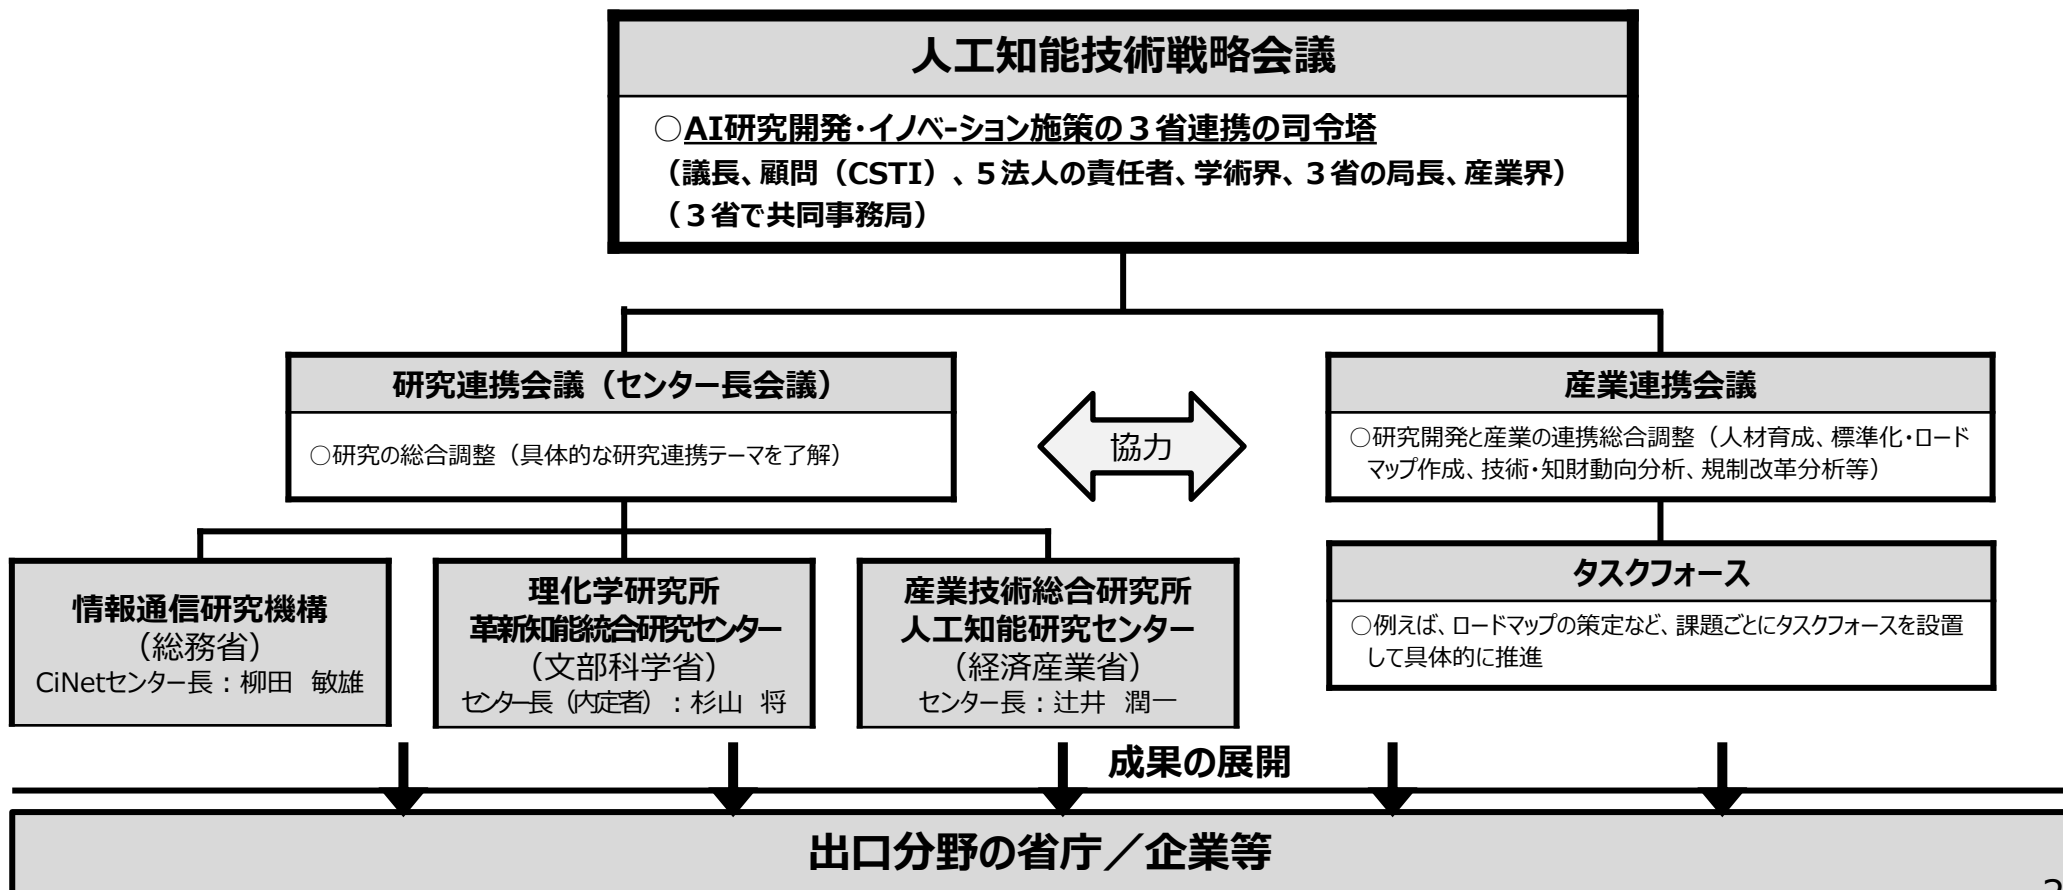 人工知能技術戦略会議
○AI研究開発・イノベーション施策の３省連携の司令塔
（議長、顧問（CSTI）、５法人の責任者、学術界、３省の局長、産業界）
（３省で共同事務局）
研究連携会議（センター長会議）
○研究の総合調整（具体的な研究連携テーマを了解）
協力
産業連携会議
○研究開発と産業の連携総合調整（人材育成、標準化・ロード
マップ作成、技術・知財動向分析、規制改革分析等）
情報通信研究機構
（総務省）
CiNetセンター長：柳田　敏雄
理化学研究所
革新知能統合研究センター
（文部科学省）
センター長（内定者）：杉山　将
産業技術総合研究所
人工知能研究センター
（経済産業省）
センター長：辻井　潤一
タスクフォース
○例えば、ロードマップの策定など、課題ごとにタスクフォースを設置
して具体的に推進
成果の展開
出口分野の省庁／企業等